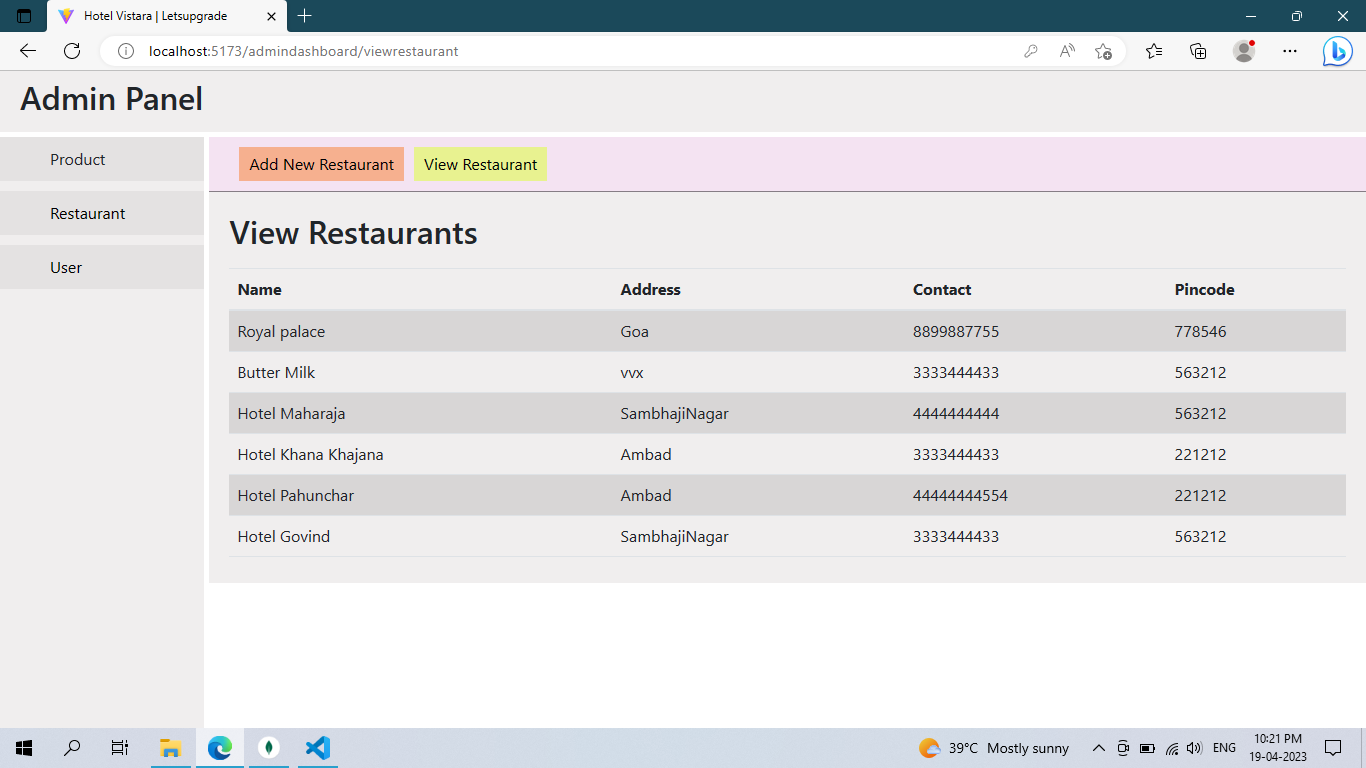 Hotel Vistara | Letsupgrade
localhost:5173/admindashboard/viewrestaurant
Admin Panel
Product
Restaurant
User
Add New Restaurant View Restaurant
View Restaurants
Name Address Contact Pincode
Royal palace Goa 8899887755 778546
Butter Milk vvx 3333444433 563212
Hotel Maharaja SambhajiNagar 4444444444 563212
Hotel Khana Khajana Ambad 3333444433 221212
Hotel Pahunchar Ambad 44444444554 221212
Hotel Govind SambhajiNagar 3333444433 563212
39°C Mostly sunny
ENG
10:21 PM
19-04-2023